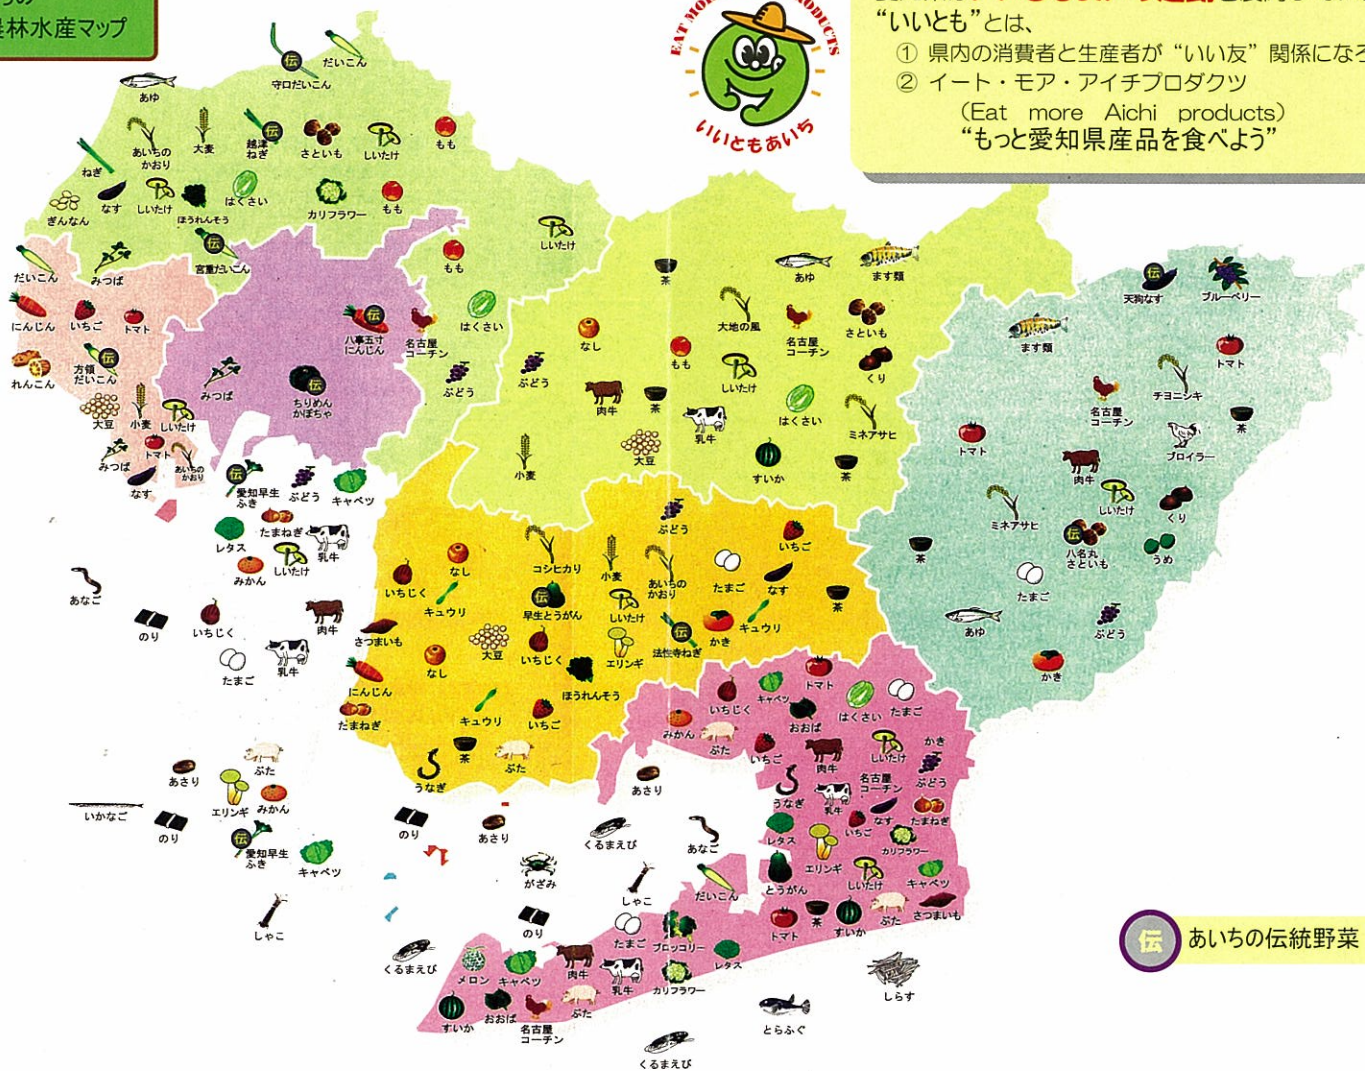 農林水産マップ
EAT MORE
PRODUCTS
いいともあいち
“いいとも”とは、
① 県内の消費者と生産者が“いい友”関係になろ
② イート・モア・アイチプロダクツ
(Eat more Aichi products)
“もっと愛知県産品を食べよう”
だいこん
守口だいこん
あゆ
あいちの
かおり
大麦
越津
ねぎ
さといも
しいたけ
もも
ねぎ
ぎんなん
なす
しいたけ
ほうれんそう
はくさい
カリフラワー
もも
だいこん
みつば
宮重だいこん
もも
しいたけ
にんじん
いちご
トマト
八事五寸
にんじん
名古屋
コーチン
はくさい
れんこん
方領
だいこん
みつば
ちりめん
かぼちゃ
ぶどう
大豆
小麦
しいたけ
みつば
トマト
あいちの
かおり
なす
茶
あゆ
ます類
なし
大地の風
名古屋
コーチン
さといも
ぶどう
もも
しいたけ
くり
肉牛
茶
乳牛
はくさい
ミネアサヒ
小麦
大豆
すいか
茶
天狗なす
ブルーベリー
ます類
トマト
名古屋
コーチン
チヨニシキ
茶
トマト
肉牛
ブロイラー
ミネアサヒ
しいたけ
くり
茶
八名丸
さといも
うめ
たまご
あゆ
ぶどう
かき
愛知早生
ふき
ぶどう
キャベツ
レタス
たまねぎ
乳牛
みかん
しいたけ
あなご
のり
いちじく
肉牛
たまご
乳牛
ぶた
あさり
エリンギ
みかん
いかなご
のり
愛知早生
ふき
キャベツ
しゃこ
ぶどう
いちご
なし
コシヒカリ
小麦
あいちの
かおり
たまご
なす
いちじく
キュウリ
早生とうがん
しいたけ
茶
さつまいも
大豆
いちじく
エリンギ
法性寺ねぎ
かき
キュウリ
にんじん
なし
ほうれんそう
たまねぎ
キュウリ
いちご
うなぎ
茶
ぶた
いちじく
キャベツ
トマト
はくさい
たまご
みかん
ぶた
おおば
いちご
肉牛
しいたけ
かき
ぶどう
うなぎ
乳牛
名古屋
コーチン
なす
たまねぎ
あさり
レタス
エリンギ
いちご
カリフラワー
のり
あさり
くるまえび
あなご
とうがん
しいたけ
キャベツ
がざみ
しゃこ
だいこん
トマト
茶
すいか
ぶた
さつまいも
のり
たまご
ブロッコリー
レタス
くるまえび
メロン
キャベツ
肉牛
乳牛
カリフラワー
すいか
おおば
名古屋
コーチン
ぶた
しらす
とらふぐ
くるまえび
伝 あいちの伝統野菜